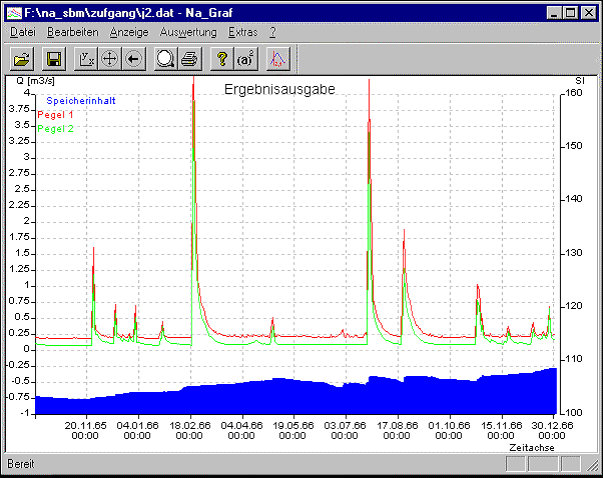 F:\na_sbm\zufgang\j2.dat - Na_Graf
Datei Bearbeiten Anzeige Auswertung Extras ?
y/x ? (a)²
Q [m3/s] Ergebnisausgabe SI
4 160
Speicherinhalt
3.75
Pegel 1
3.5
Pegel 2
3.25 150
3
2.75
2.5
2.25 140
2
1.75
1.5 130
1.25
1
0.75 120
0.5
0.25
0 110
-0.25
-0.5
-0.75
-1 100
20.11.65 04.01.66 18.02.66 04.04.66 19.05.66 03.07.66 17.08.66 01.10.66 15.11.66 30.12.66
00:00 00:00 00:00 00:00 00:00 00:00 00:00 00:00 00:00 00:00
Zeitachse
Bereit